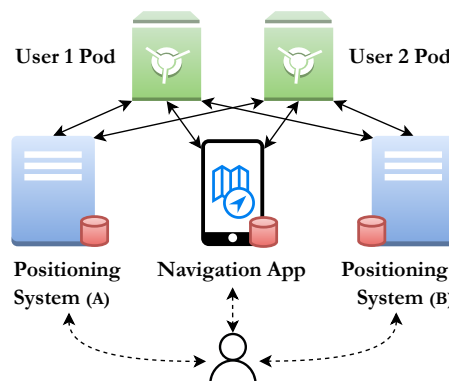 User 1 Pod
User 2 Pod
Positioning
System (A)
Navigation App
Positioning
System (B)